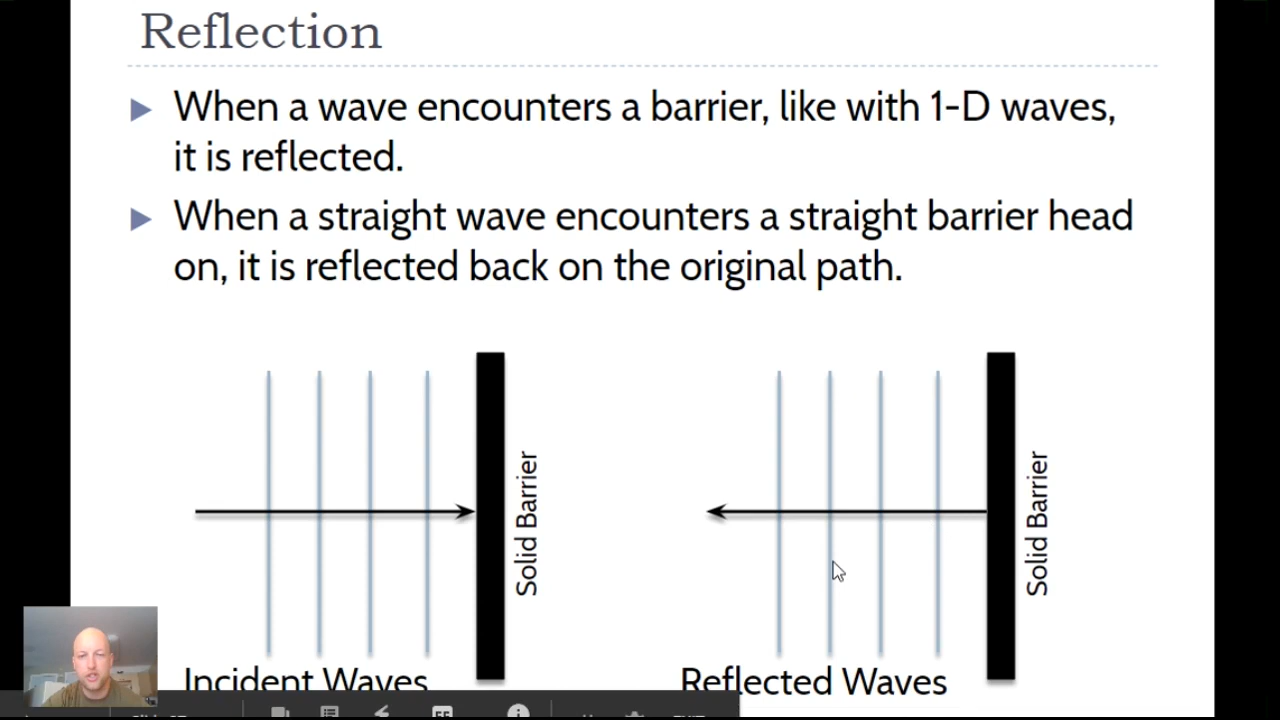 Reflection
When a wave encounters a barrier, like with 1-D waves,
it is reflected.
When a straight wave encounters a straight barrier head
on, it is reflected back on the original path.
Solid Barrier
Solid Barrier
Incident Waves
Reflected Waves